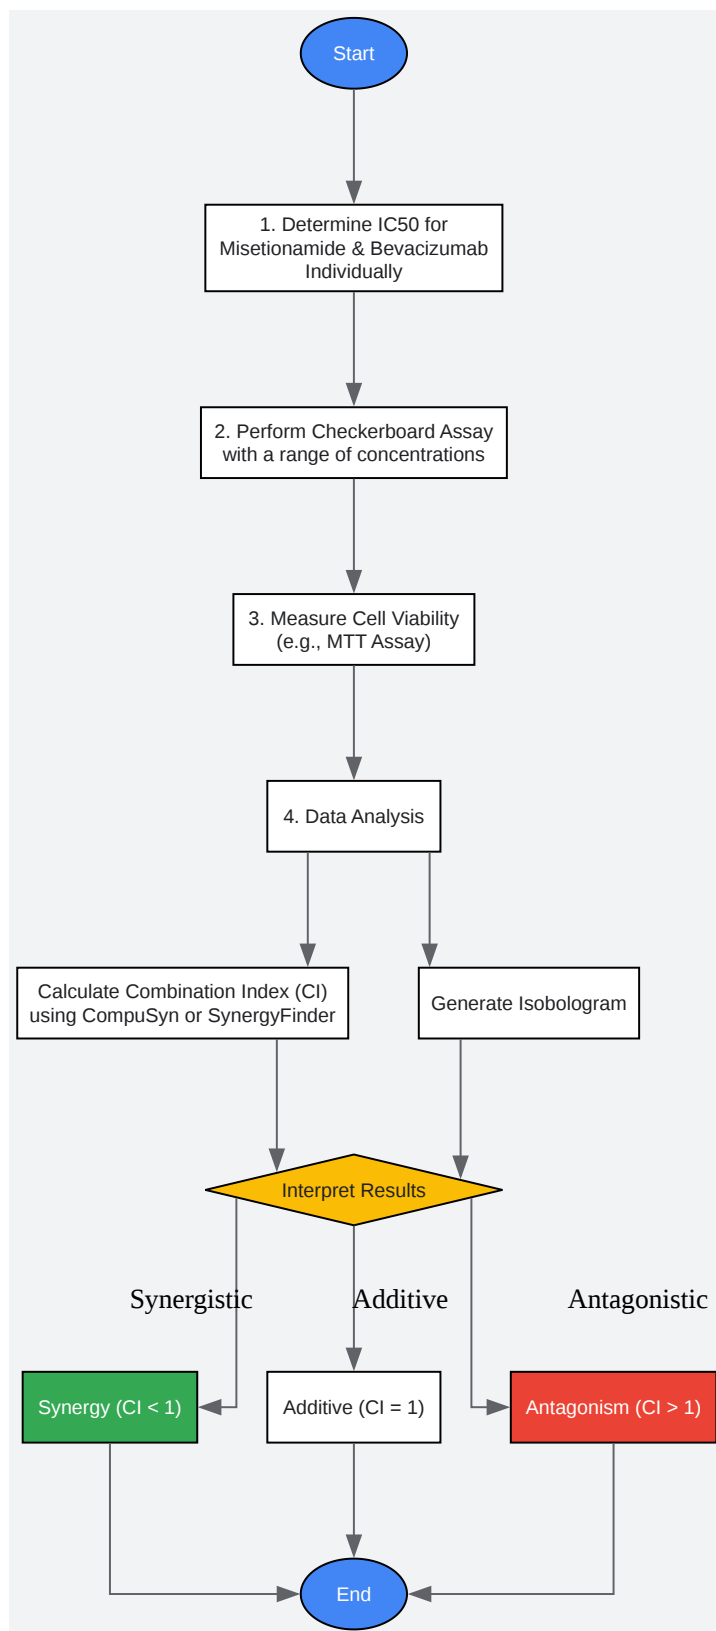 Start
1. Determine IC50 for
Misetionamide & Bevacizumab
Individually
2. Perform Checkerboard Assay
with a range of concentrations
3. Measure Cell Viability
(e.g., MTT Assay)
4. Data Analysis
Calculate Combination Index (CI)
using CompuSyn or SynergyFinder
Generate Isobologram
Interpret Results
Synergistic
Additive
Antagonistic
Synergy (CI < 1)
Additive (CI = 1)
Antagonism (CI > 1)
End